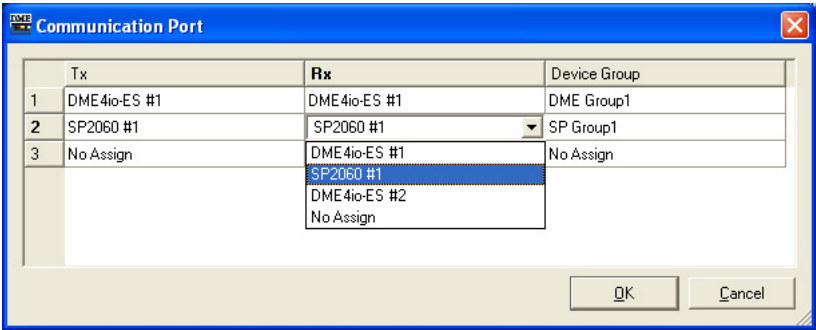 DME Communication Port
Tx Rx Device Group
1 DME4io-ES #1 DME4io-ES #1 DME Group1
2 SP2060 #1 SP2060 #1 SP Group1
3 No Assign DME4io-ES #1 No Assign
SP2060 #1
DME4io-ES #2
No Assign
OK Cancel